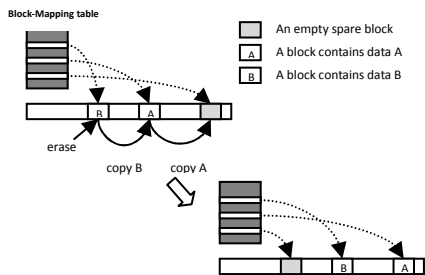 Block-Mapping table
An empty spare block
A A block contains data A
B A block contains data B
B A
erase
copy B copy A
B A